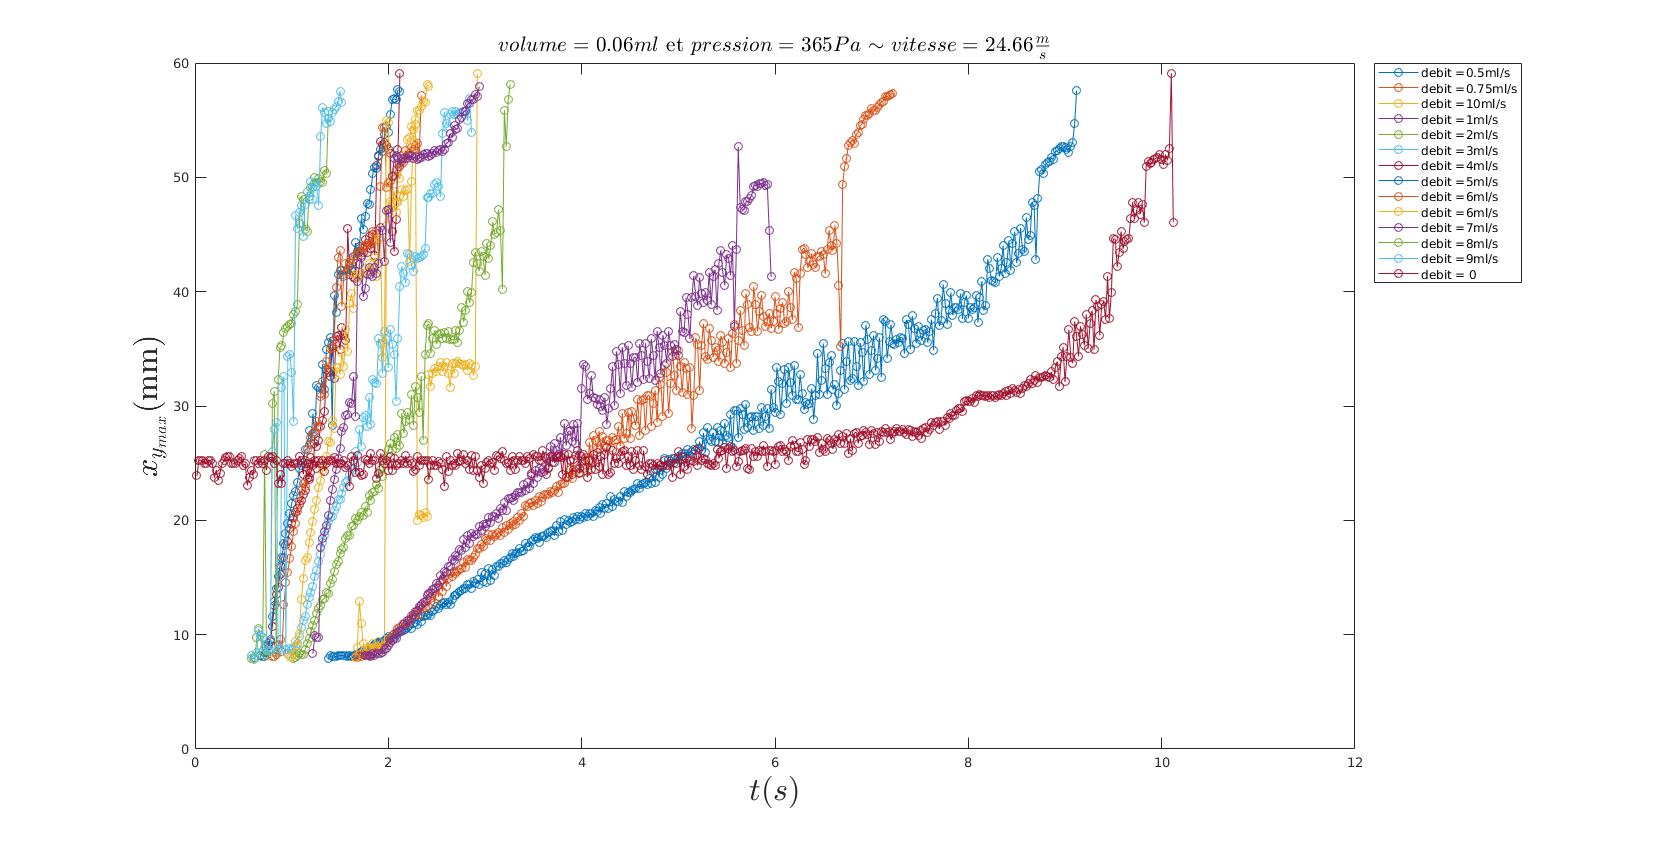 volume = 0.06ml et pression = 365Pa ∼ vitesse = 24.66 m/s
60
50
40
30
20
10
0
x_{y_{max}}(mm)
0 2 4 6 8 10 12
t(s)
debit =0.5ml/s
debit =0.75ml/s
debit =10ml/s
debit =1ml/s
debit =2ml/s
debit =3ml/s
debit =4ml/s
debit =5ml/s
debit =6ml/s
debit =6ml/s
debit =7ml/s
debit =8ml/s
debit =9ml/s
debit = 0